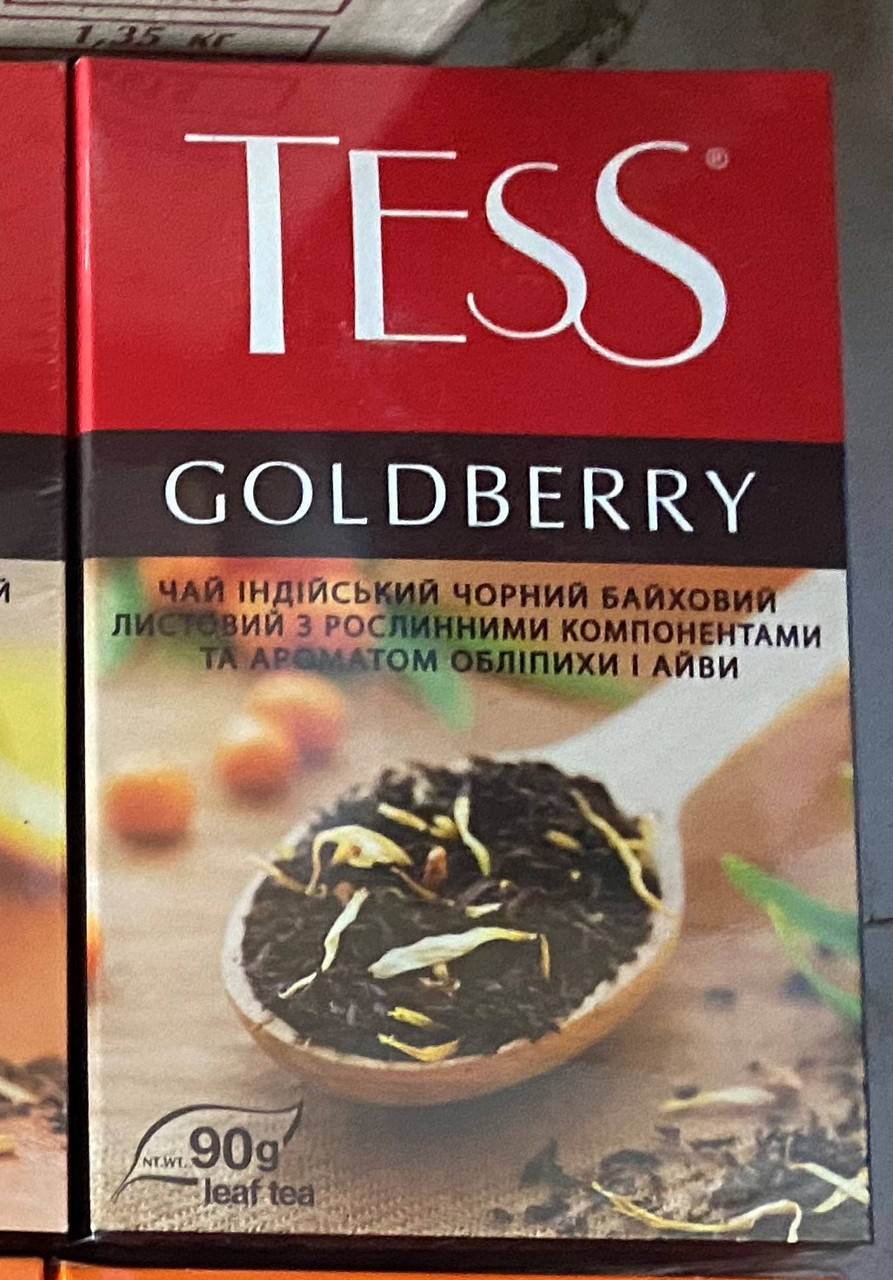 1,35 кг
TESS®
GOLDBERRY
ЧАЙ ІНДІЙСЬКИЙ ЧОРНИЙ БАЙХОВИЙ
ЛИСТОВИЙ З РОСЛИННИМИ КОМПОНЕНТАМИ
ТА АРОМАТОМ ОБЛІПИХИ І АЙВИ
Й
NT.WT. 90g
leaf tea